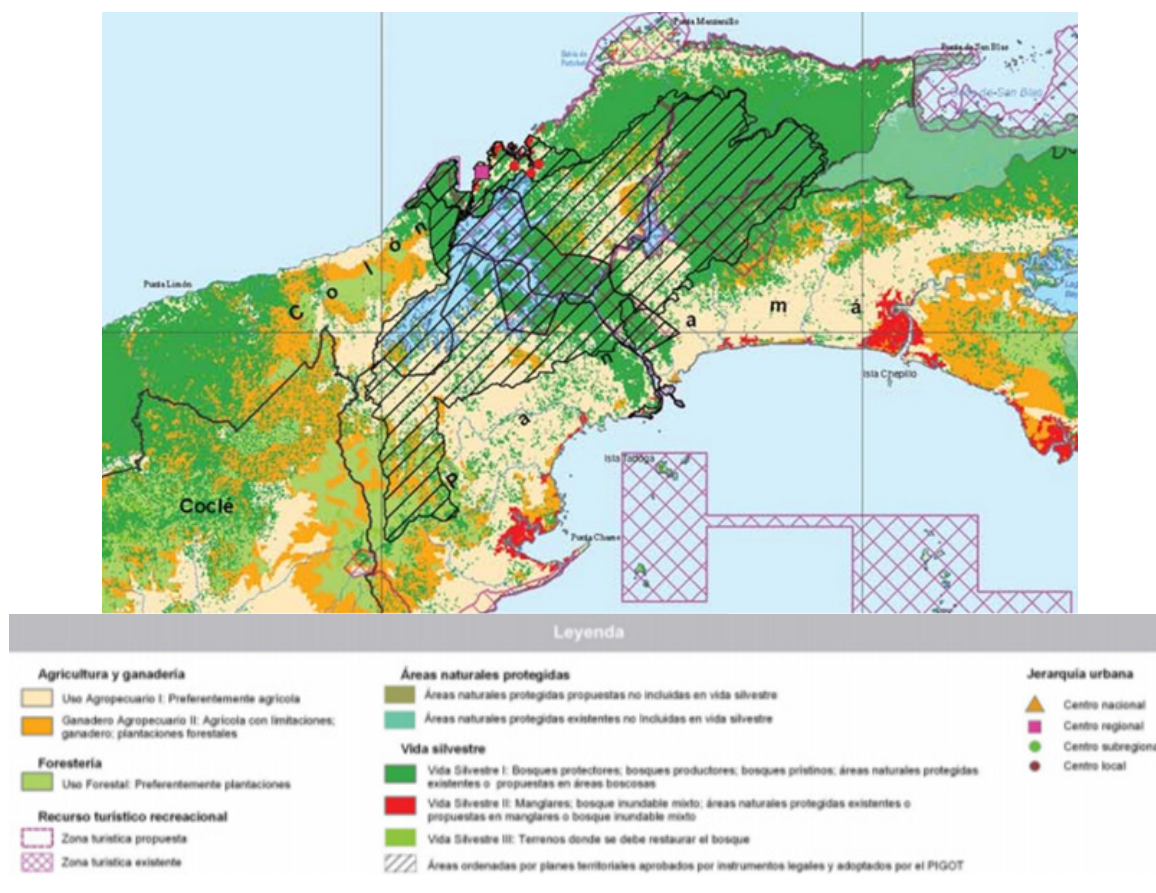 Punta Manzanillo
Bahía de
Portobelo
Punta de San Blas
de San Blas
Colón
Punta Limón
Panamá
Isla Chepillo
Isla Taboga
Coclé
Punta Chame
Leyenda
Agricultura y ganadería
Uso Agropecuario I: Preferentemente agrícola
Ganadero Agropecuario II: Agrícola con limitaciones;
ganadero; plantaciones forestales
Forestería
Uso Forestal: Preferentemente plantaciones
Recurso turístico recreacional
Zona turística propuesta
Zona turística existente
Áreas naturales protegidas
Áreas naturales protegidas propuestas no incluidas en vida silvestre
Áreas naturales protegidas existentes no Incluidas en vida silvestre
Vida silvestre
Vida Silvestre I: Bosques protectores; bosques productores; bosques prístinos; áreas naturales protegidas
existentes o propuestas en áreas boscosas
Vida Silvestre II: Manglares; bosque inundable mixto; áreas naturales protegidas existentes o
propuestas en manglares o bosque inundable mixto
Vida Silvestre III: Terrenos donde se debe restaurar el bosque
Áreas ordenadas por planes territoriales aprobados por instrumentos legales y adoptados por el PIGOT
Jerarquía urbana
Centro nacional
Centro regional
Centro subregional
Centro local